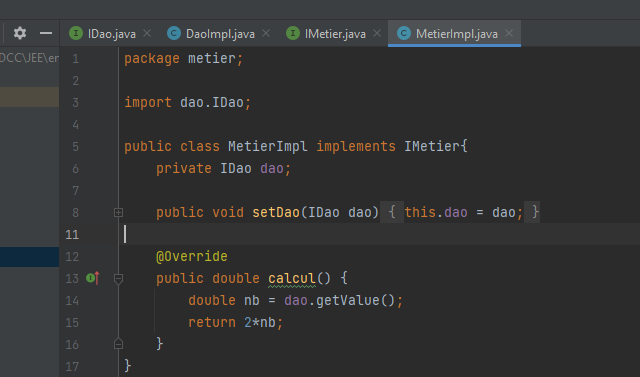 DCC\JEE\en
IDao.java
DaoImpl.java
IMetier.java
MetierImpl.java
1 package metier;
2
3 import dao.IDao;
4
5 public class MetierImpl implements IMetier{
6 private IDao dao;
7
8 public void setDao(IDao dao) { this.dao = dao; }
11
12 @Override
13 public double calcul() {
14 double nb = dao.getValue();
15 return 2*nb;
16 }
17 }